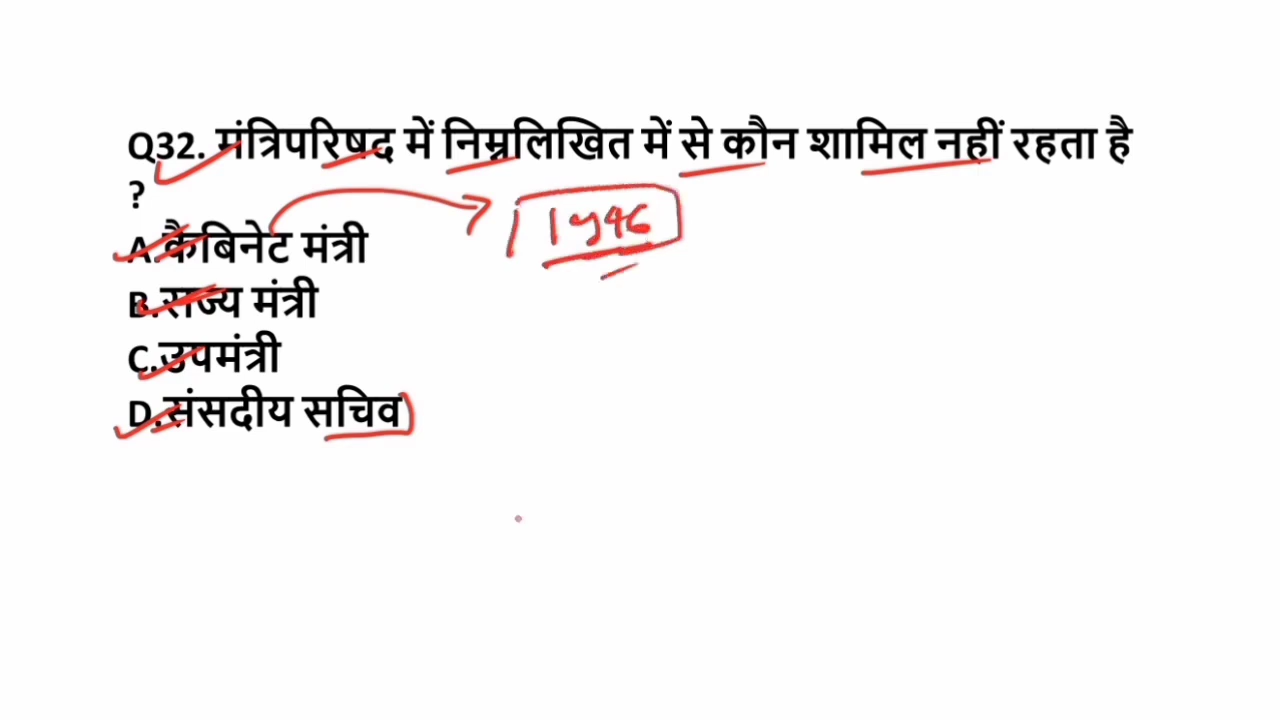 Q32. मंत्रिपरिषद में निम्नलिखित में से कौन शामिल नहीं रहता है
?
1946
A.कैबिनेट मंत्री
B.राज्य मंत्री
C.उपमंत्री
D.संसदीय सचिव